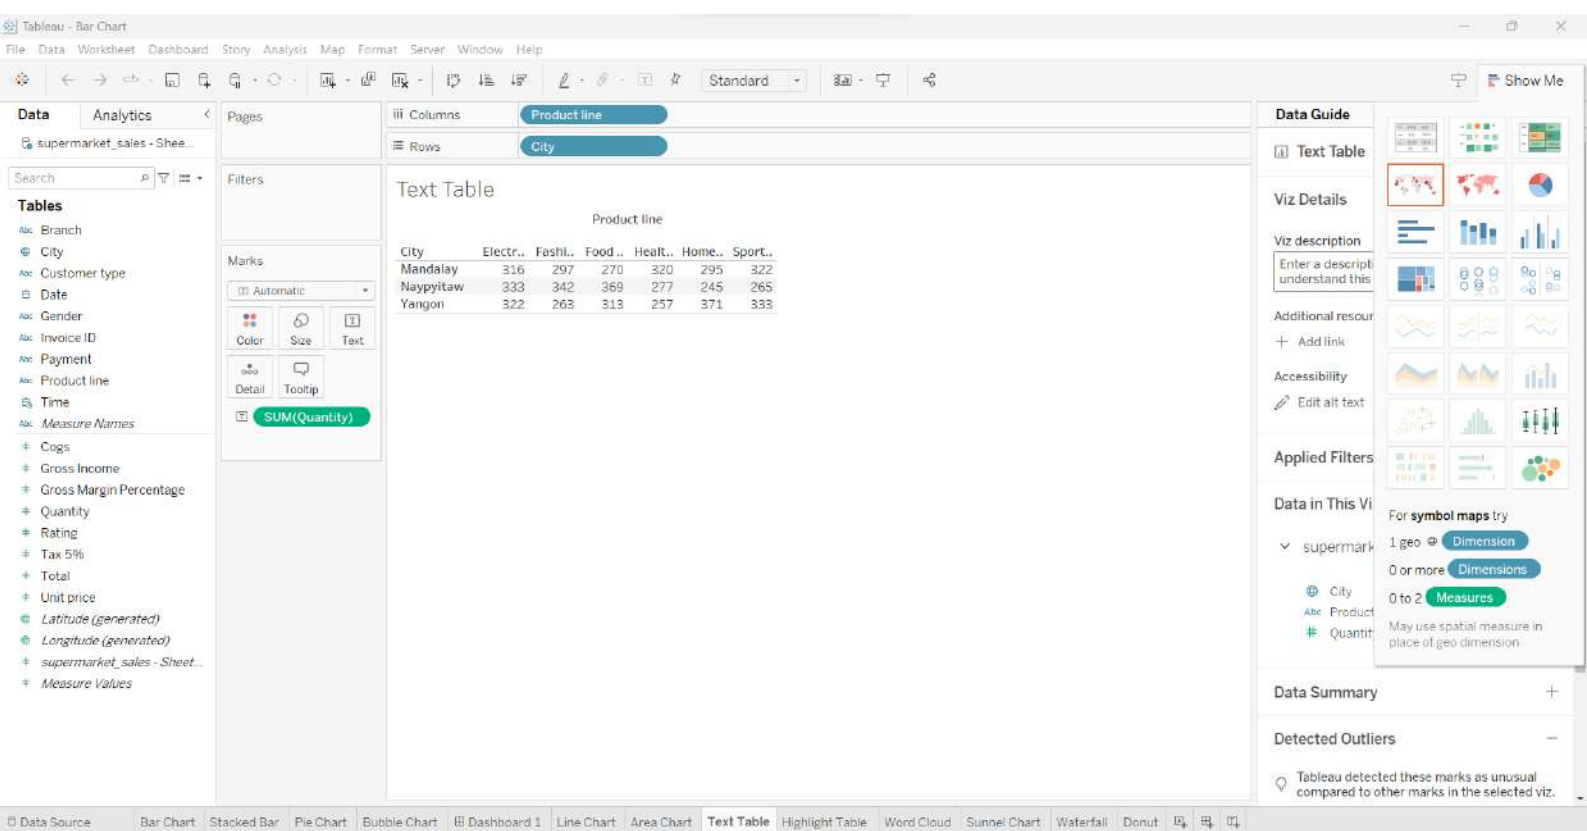 Tableau - Bar Chart
File Data Worksheet Dashboard Story Analysis Map Format Server Window Help
Standard
Show Me
Data Analytics
supermarket_sales - Shee...
Search
Tables
Abc Branch
City
Abc Customer type
Date
Abc Gender
Abc Invoice ID
Abc Payment
Abc Product line
Time
Abc Measure Names
# Cogs
# Gross Income
# Gross Margin Percentage
# Quantity
# Rating
# Tax 5%
# Total
# Unit price
Latitude (generated)
Longitude (generated)
# supermarket_sales - Sheet...
# Measure Values
Pages
Filters
Marks
Automatic
Color Size Text
Detail Tooltip
SUM(Quantity)
Columns Product line
Rows City
Text Table
Product line
City Electr.. Fashi.. Food .. Healt.. Home.. Sport..
Mandalay 316 297 270 320 295 322
Naypyitaw 333 342 369 277 245 265
Yangon 322 263 313 257 371 333
Data Guide
Text Table
Viz Details
Viz description
Enter a descripti
understand this
Additional resour
+ Add link
Accessibility
Edit alt text
Applied Filters
Data in This Vi
supermark
City
Abc Product
# Quantit
Data Summary +
Detected Outliers –
Tableau detected these marks as unusual
compared to other marks in the selected viz.
For symbol maps try
1 geo Dimension
0 or more Dimensions
0 to 2 Measures
May use spatial measure in
place of geo dimension
Data Source Bar Chart Stacked Bar Pie Chart Bubble Chart Dashboard 1 Line Chart Area Chart Text Table Highlight Table Word Cloud Sunnel Chart Waterfall Donut